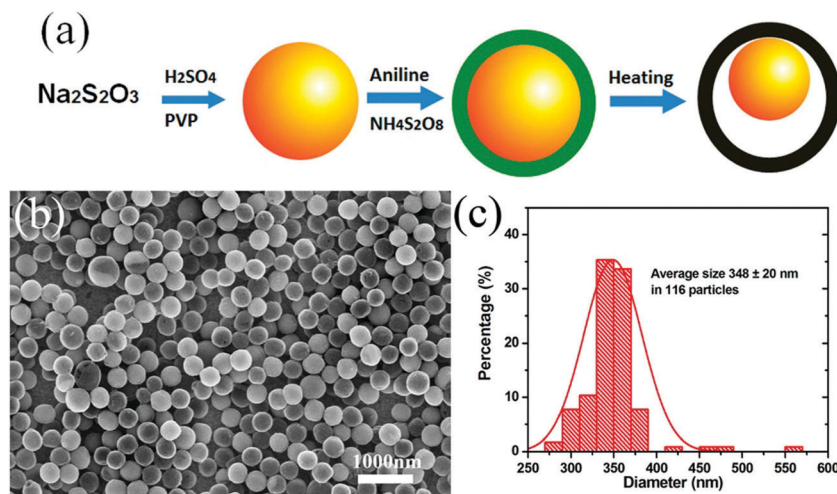 (a)
Na2S2O3
H2SO4
PVP
Aniline
NH4S2O8
Heating
(b)
1000nm
(c)
Percentage (%)
40
30
20
10
0
Average size 348 ± 20 nm
in 116 particles
250 300 350 400 450 500 550 600
Diameter (nm)